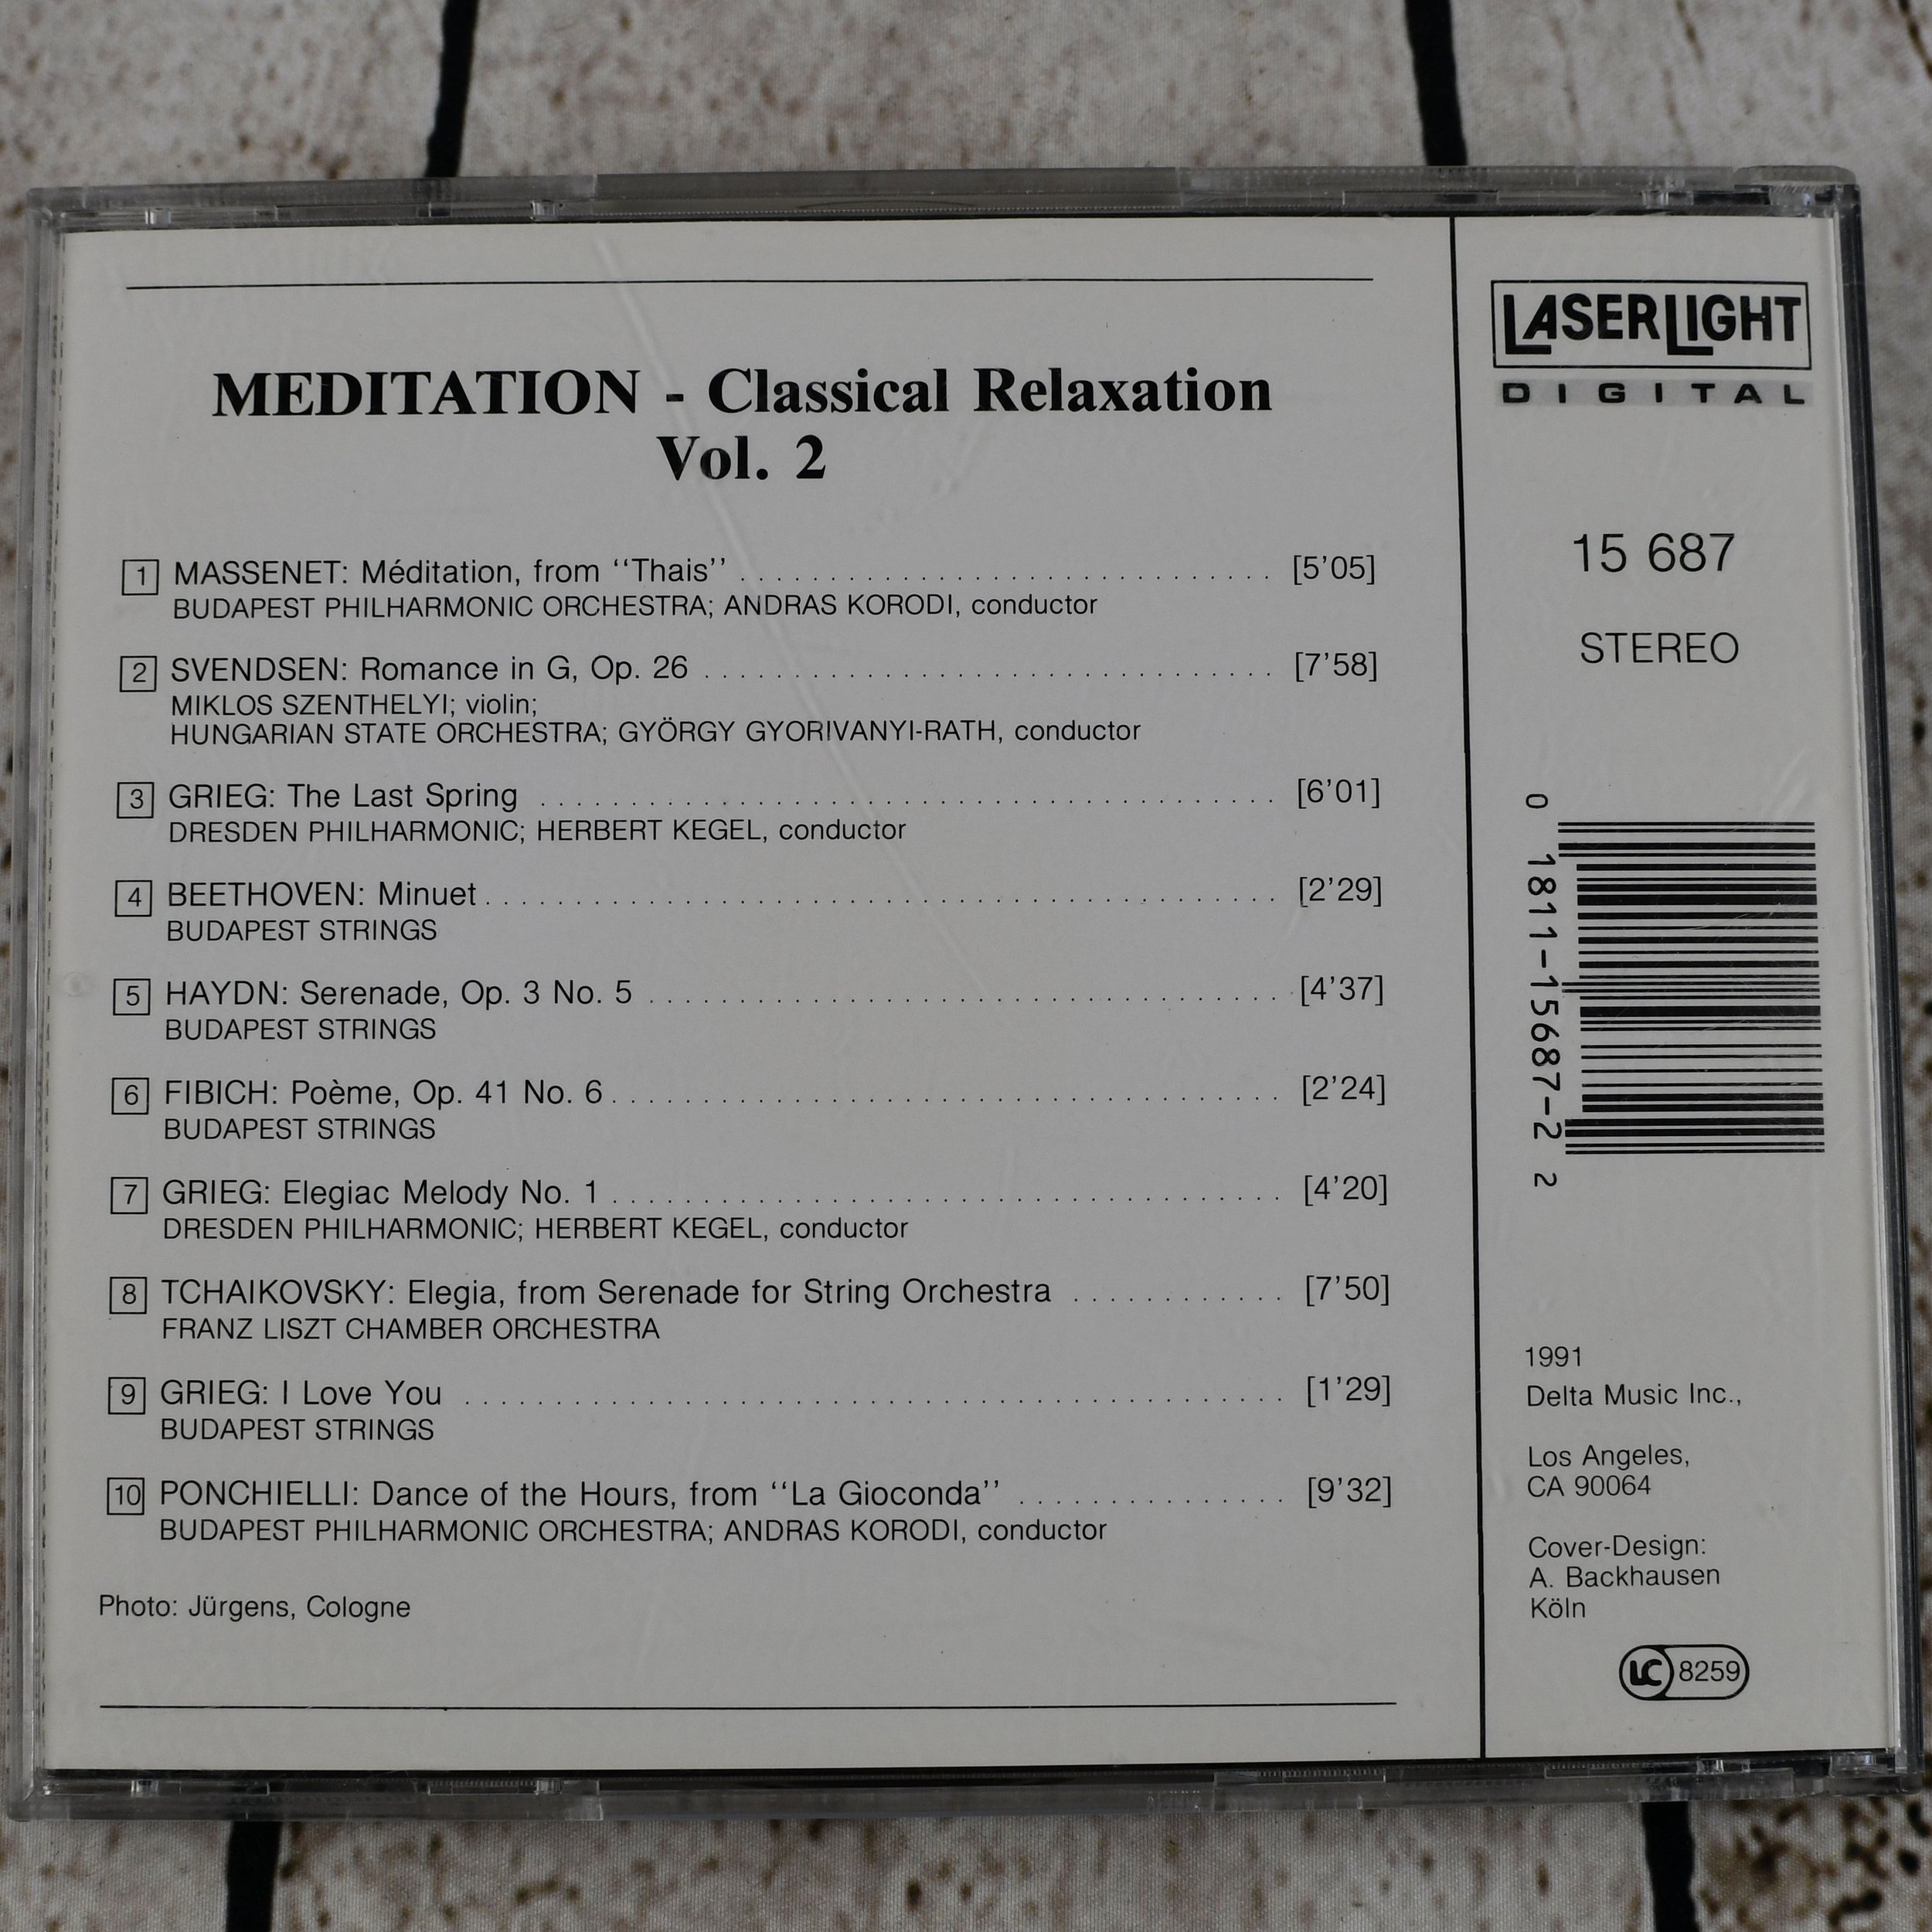 MEDITATION - Classical Relaxation
Vol. 2
1 MASSENET: Méditation, from ‘‘Thais’’ . . . . . . . . . . . . . . . . . . . . . . . . . . . . . . [5’05]
BUDAPEST PHILHARMONIC ORCHESTRA; ANDRAS KORODI, conductor
2 SVENDSEN: Romance in G, Op. 26 . . . . . . . . . . . . . . . . . . . . . . . . . . . . . . . . [7’58]
MIKLOS SZENTHELYI; violin;
HUNGARIAN STATE ORCHESTRA; GYÖRGY GYORIVANYI-RATH, conductor
3 GRIEG: The Last Spring . . . . . . . . . . . . . . . . . . . . . . . . . . . . . . . . . . . . . . . . . [6’01]
DRESDEN PHILHARMONIC; HERBERT KEGEL, conductor
4 BEETHOVEN: Minuet . . . . . . . . . . . . . . . . . . . . . . . . . . . . . . . . . . . . . . . . . . . . [2’29]
BUDAPEST STRINGS
5 HAYDN: Serenade, Op. 3 No. 5 . . . . . . . . . . . . . . . . . . . . . . . . . . . . . . . . . . . . [4’37]
BUDAPEST STRINGS
6 FIBICH: Poème, Op. 41 No. 6 . . . . . . . . . . . . . . . . . . . . . . . . . . . . . . . . . . . . . [2’24]
BUDAPEST STRINGS
7 GRIEG: Elegiac Melody No. 1 . . . . . . . . . . . . . . . . . . . . . . . . . . . . . . . . . . . . . [4’20]
DRESDEN PHILHARMONIC; HERBERT KEGEL, conductor
8 TCHAIKOVSKY: Elegia, from Serenade for String Orchestra . . . . . . . . . . . . [7’50]
FRANZ LISZT CHAMBER ORCHESTRA
9 GRIEG: I Love You . . . . . . . . . . . . . . . . . . . . . . . . . . . . . . . . . . . . . . . . . . . . . . [1’29]
BUDAPEST STRINGS
10 PONCHIELLI: Dance of the Hours, from ‘‘La Gioconda’’ . . . . . . . . . . . . . . . [9’32]
BUDAPEST PHILHARMONIC ORCHESTRA; ANDRAS KORODI, conductor
Photo: Jürgens, Cologne
LASERLIGHT
DIGITAL
15 687
STEREO
0 1811-15687-2 2
1991
Delta Music Inc.,
Los Angeles,
CA 90064
Cover-Design:
A. Backhausen
Köln
LC 8259